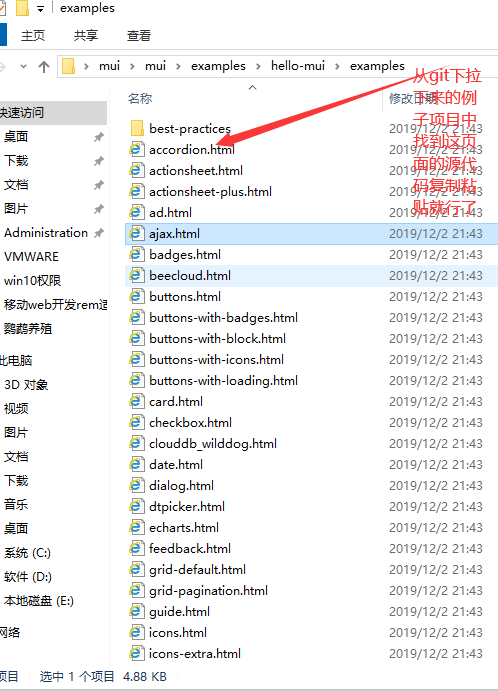 examples
主页 共享 查看
mui mui examples hello-mui examples
名称 修改日期
从git下拉
下来的例
子项目中
找到这页
面的源代
码复制粘
贴就行了
快速访问
桌面
下载
文档
图片
Administration
VMWARE
win10权限
移动web开发rem适
鹦鹉养殖
此电脑
3D 对象
视频
图片
文档
下载
音乐
桌面
系统 (C:)
软件 (D:)
本地磁盘 (E:)
网络
best-practices 2019/12/2 21:43
accordion.html 2019/12/2 21:43
actionsheet.html 2019/12/2 21:43
actionsheet-plus.html 2019/12/2 21:43
ad.html 2019/12/2 21:43
ajax.html 2019/12/2 21:43
badges.html 2019/12/2 21:43
beecloud.html 2019/12/2 21:43
buttons.html 2019/12/2 21:43
buttons-with-badges.html 2019/12/2 21:43
buttons-with-block.html 2019/12/2 21:43
buttons-with-icons.html 2019/12/2 21:43
buttons-with-loading.html 2019/12/2 21:43
card.html 2019/12/2 21:43
checkbox.html 2019/12/2 21:43
clouddb_wilddog.html 2019/12/2 21:43
date.html 2019/12/2 21:43
dialog.html 2019/12/2 21:43
dtpicker.html 2019/12/2 21:43
echarts.html 2019/12/2 21:43
feedback.html 2019/12/2 21:43
grid-default.html 2019/12/2 21:43
grid-pagination.html 2019/12/2 21:43
guide.html 2019/12/2 21:43
icons.html 2019/12/2 21:43
icons-extra.html 2019/12/2 21:43
项目 选中 1 个项目 4.88 KB